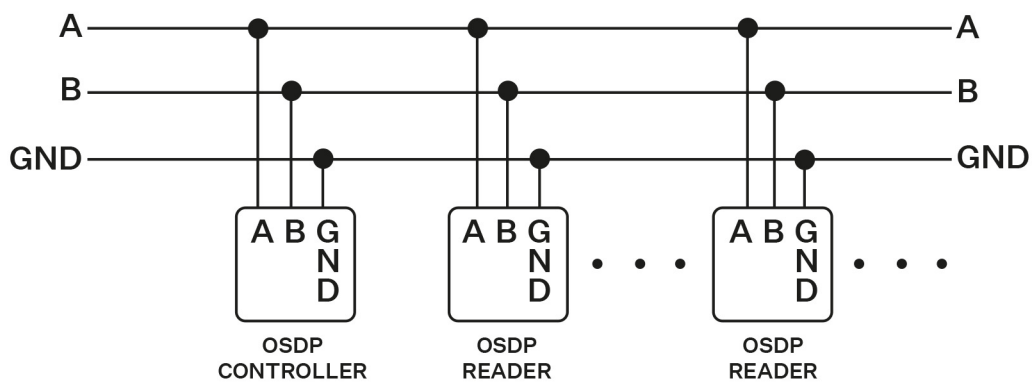 A A
B B
GND GND
A B G
N
D
A B G
N
D
A B G
N
D
OSDP
CONTROLLER
OSDP
READER
OSDP
READER